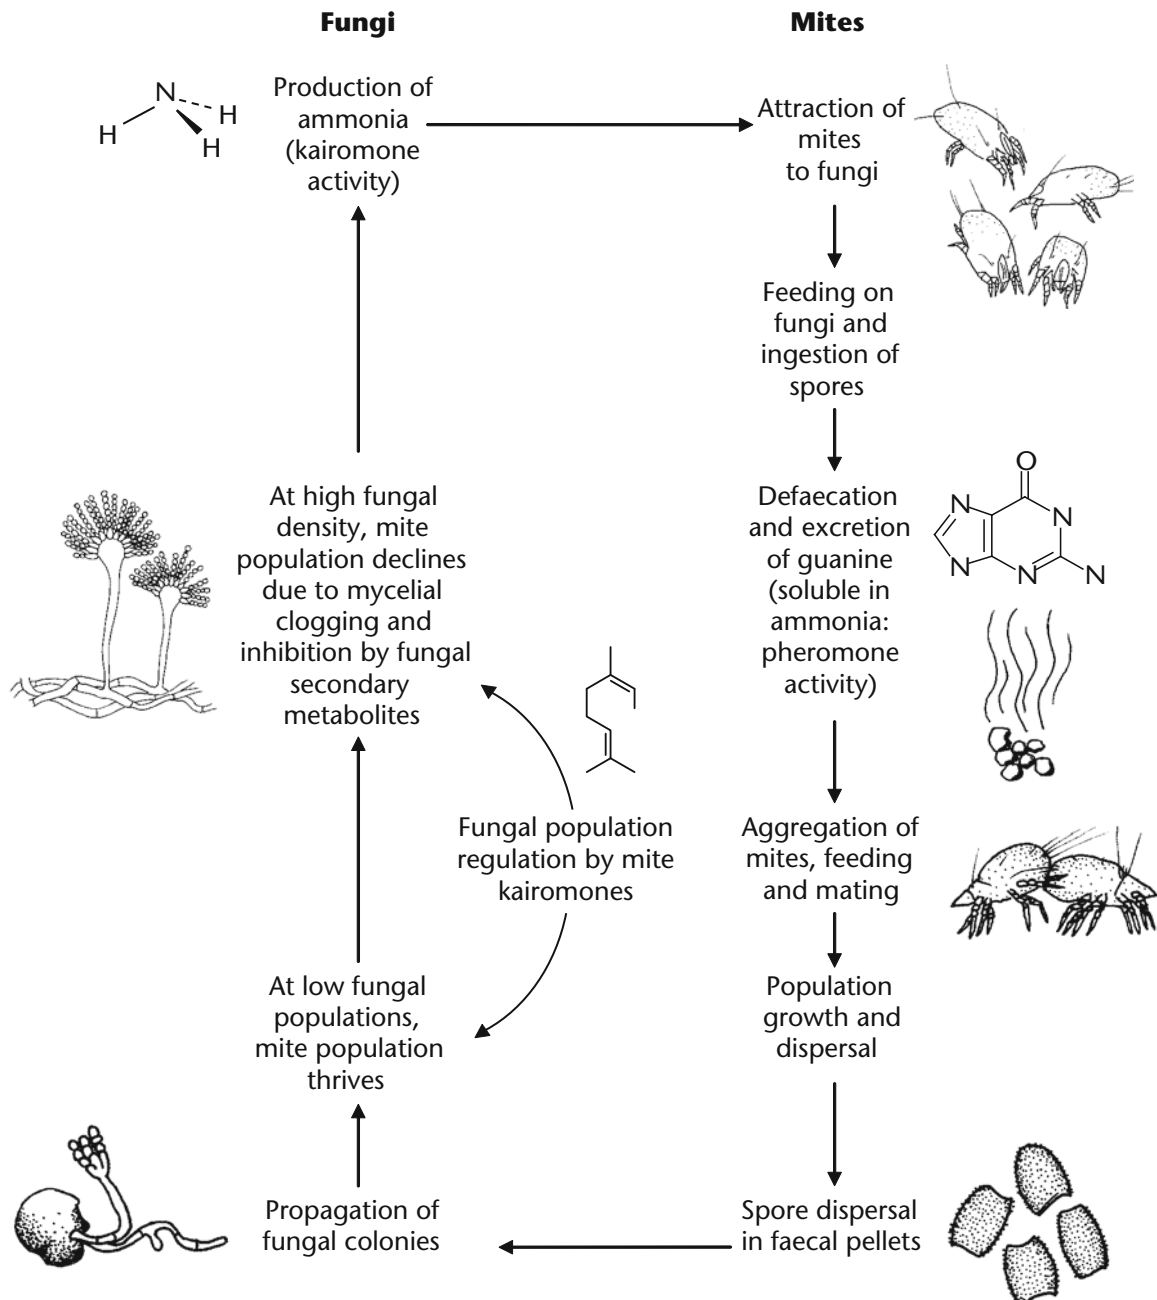 Fungi
Mites
N
H
H
H
Production of
ammonia
(kairomone
activity)
Attraction of
mites
to fungi
Feeding on
fungi and
ingestion of
spores
Defaecation
and excretion
of guanine
(soluble in
ammonia:
pheromone
activity)
O
N
N
N
N
N
At high fungal
density, mite
population declines
due to mycelial
clogging and
inhibition by fungal
secondary
metabolites
Fungal population
regulation by mite
kairomones
Aggregation of
mites, feeding
and mating
At low fungal
populations,
mite population
thrives
Population
growth and
dispersal
Propagation of
fungal colonies
Spore dispersal
in faecal pellets